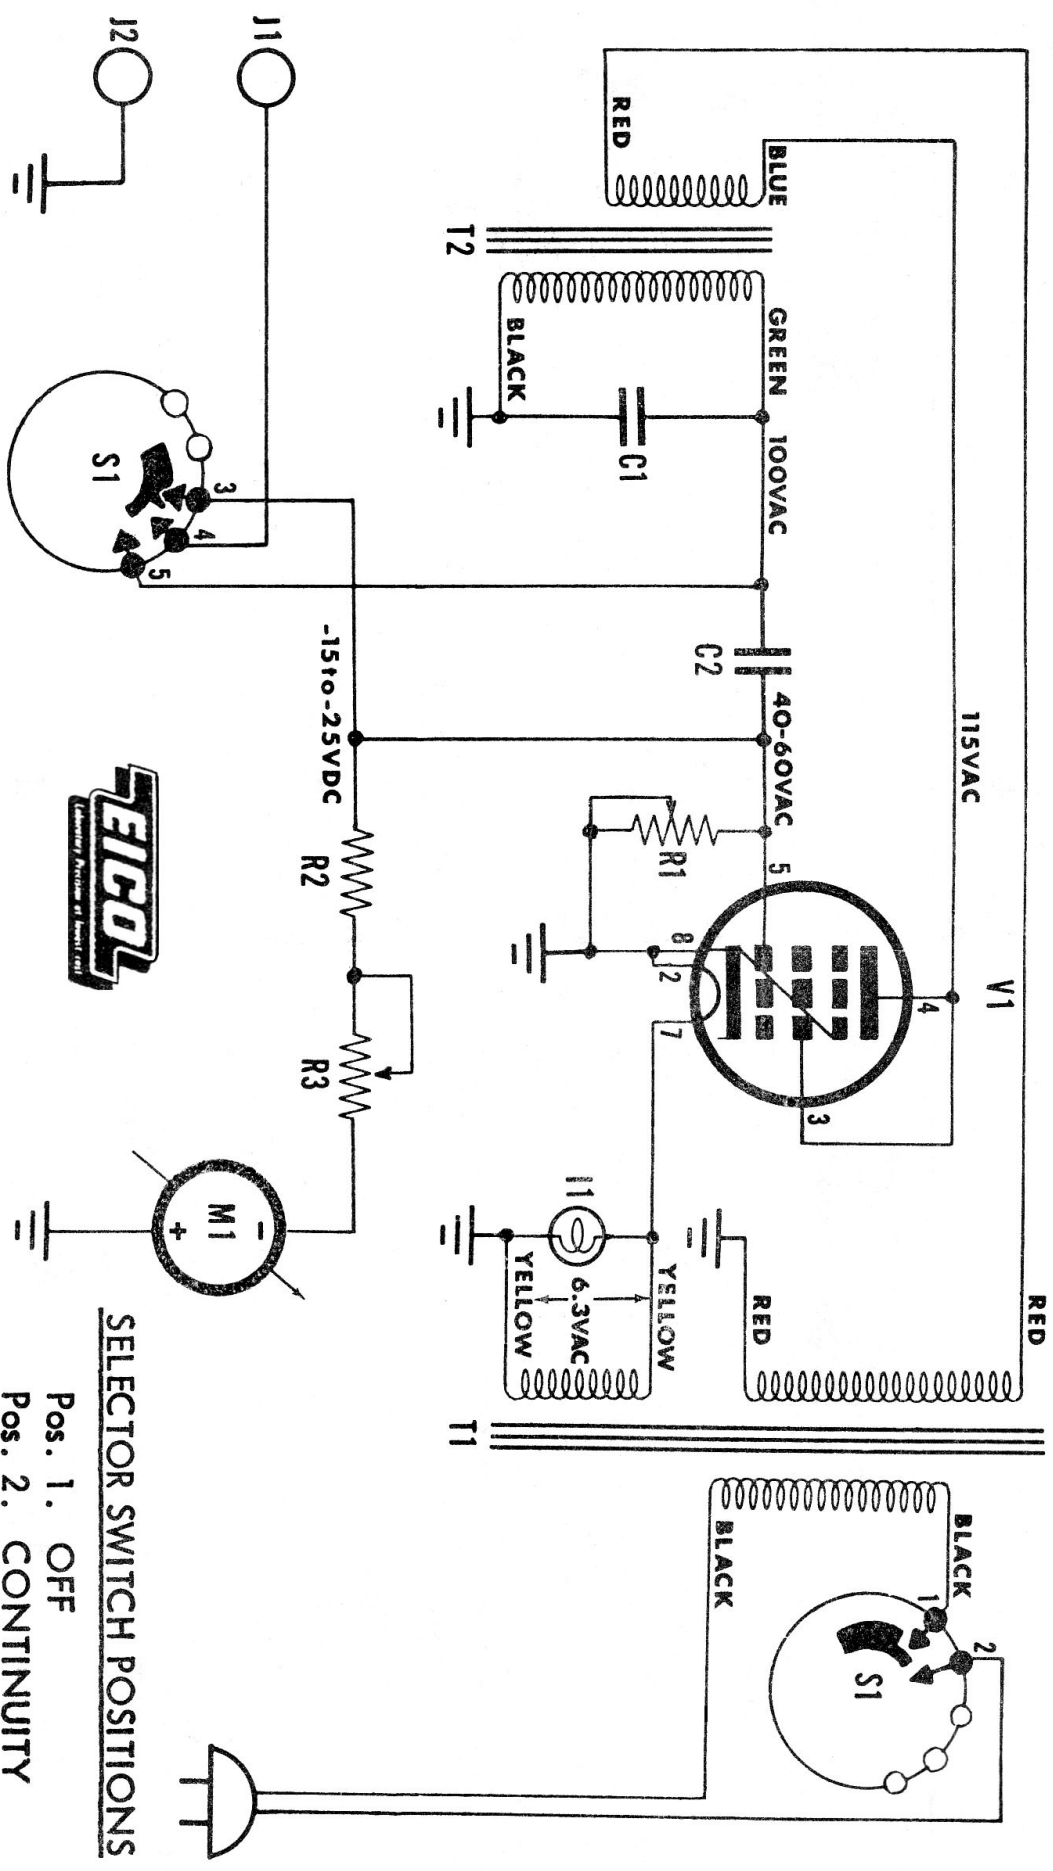 J1
J2
RED
BLUE
T2
GREEN
BLACK
100VAC
C1
S1
3
4
5
-15to-25VDC
C2
40-60VAC
115VAC
R1
R2
R3
5
8
2
7
4
3
V1
EICO
M1
-
+
I1
6.3VAC
YELLOW
YELLOW
RED
RED
T1
BLACK
BLACK
1
2
S1
SELECTOR SWITCH POSITIONS
Pos. 1. OFF
Pos. 2. CONTINUITY